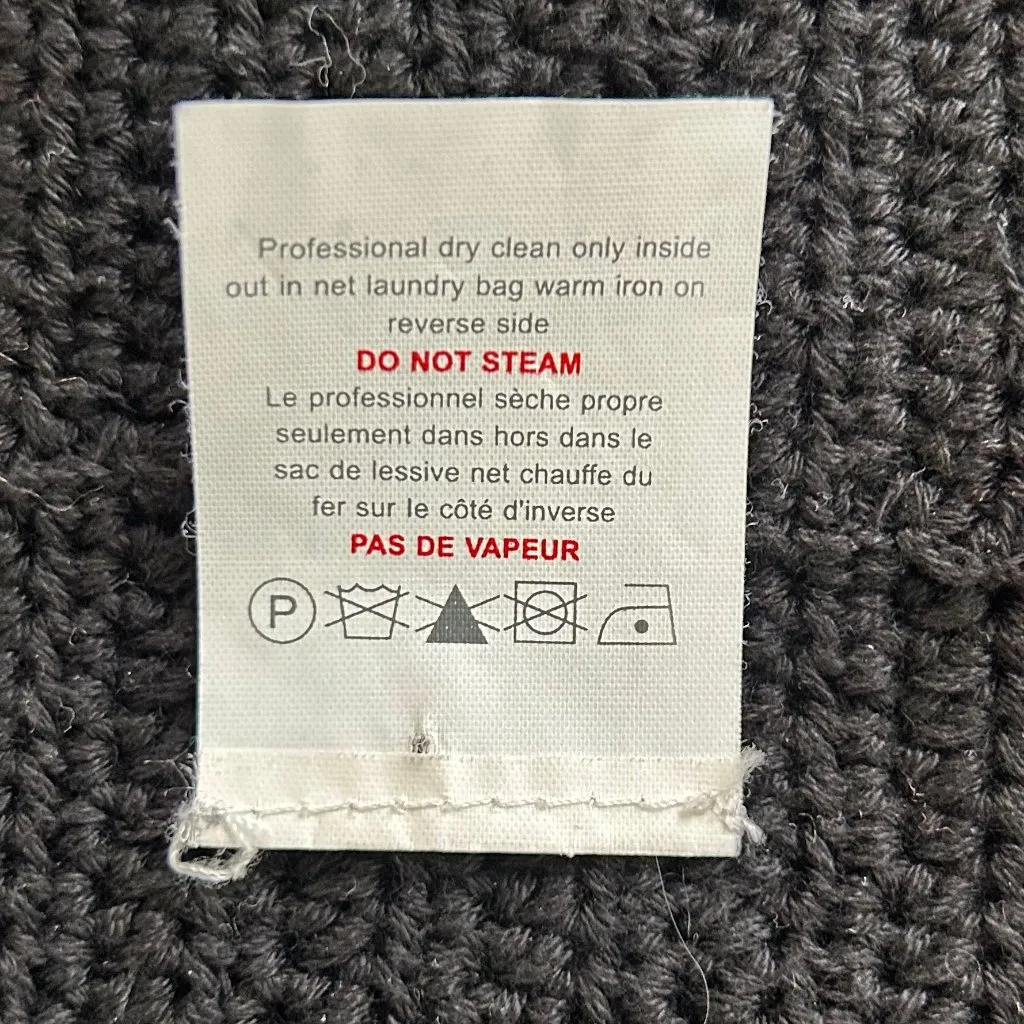 Professional dry clean only inside
out in net laundry bag warm iron on
reverse side
DO NOT STEAM
Le professionnel sèche propre
seulement dans hors dans le
sac de lessive net chauffe du
fer sur le côté d'inverse
PAS DE VAPEUR
P